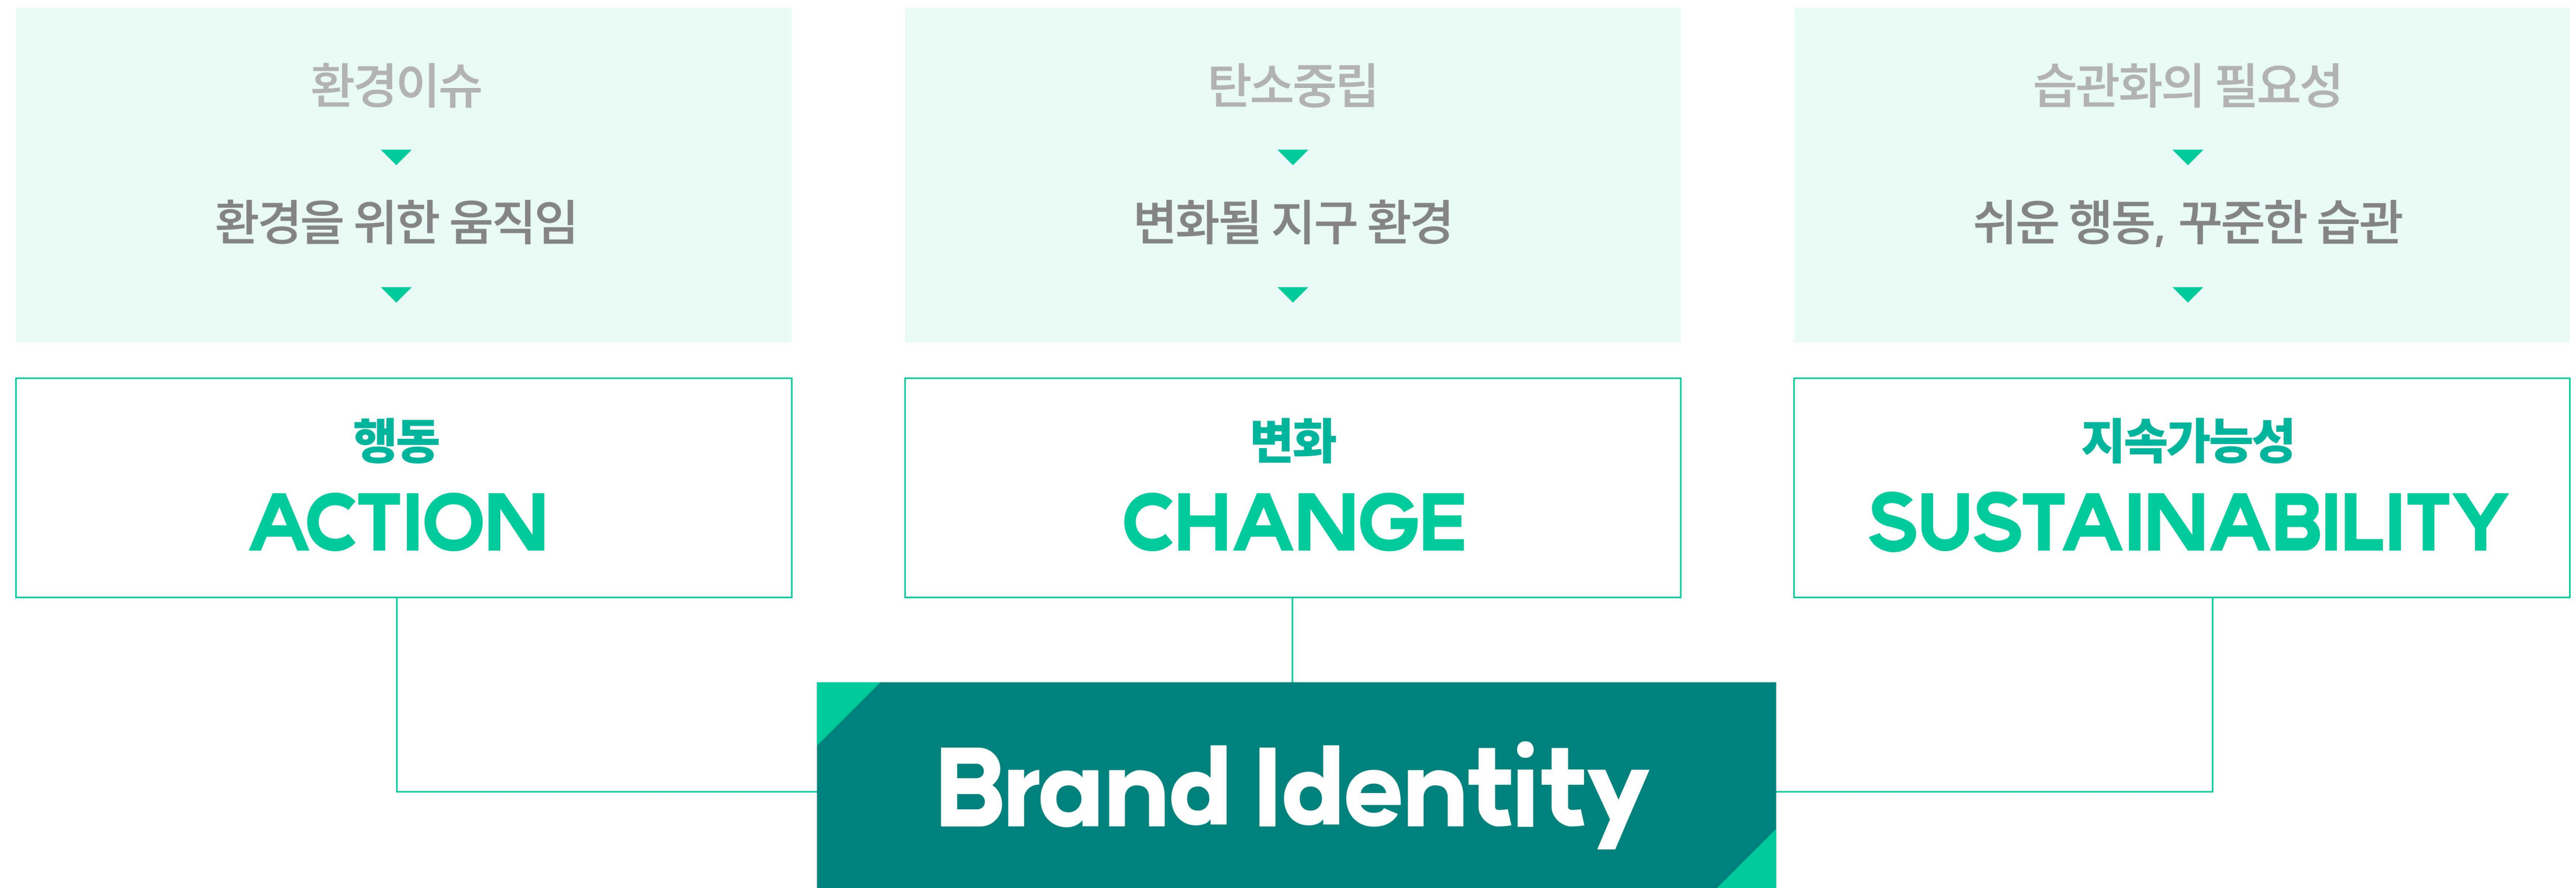 환경이슈
환경을 위한 움직임
행동
ACTION
탄소중립
변화될 지구 환경
변화
CHANGE
습관화의 필요성
쉬운 행동, 꾸준한 습관
지속가능성
SUSTAINABILITY
Brand Identity